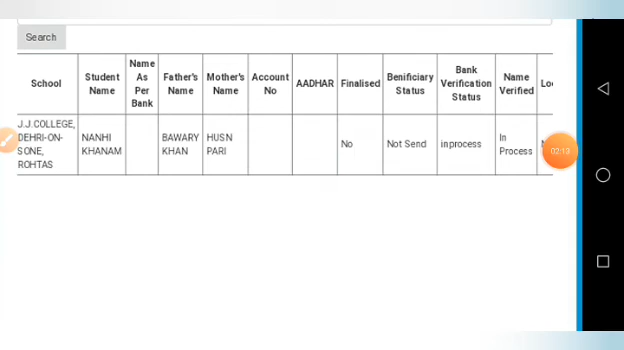 Search
School
Student Name
Name As Per Bank
Father's Name
Mother's Name
Account No
AADHAR
Finalised
Benificiary Status
Bank Verification Status
Name Verified
J.J.COLLEGE, DEHRI-ON-SONE, ROHTAS
NANHI KHANAM
BAWARY KHAN
HUSN PARI
No
Not Send
inprocess
In Process
02:13